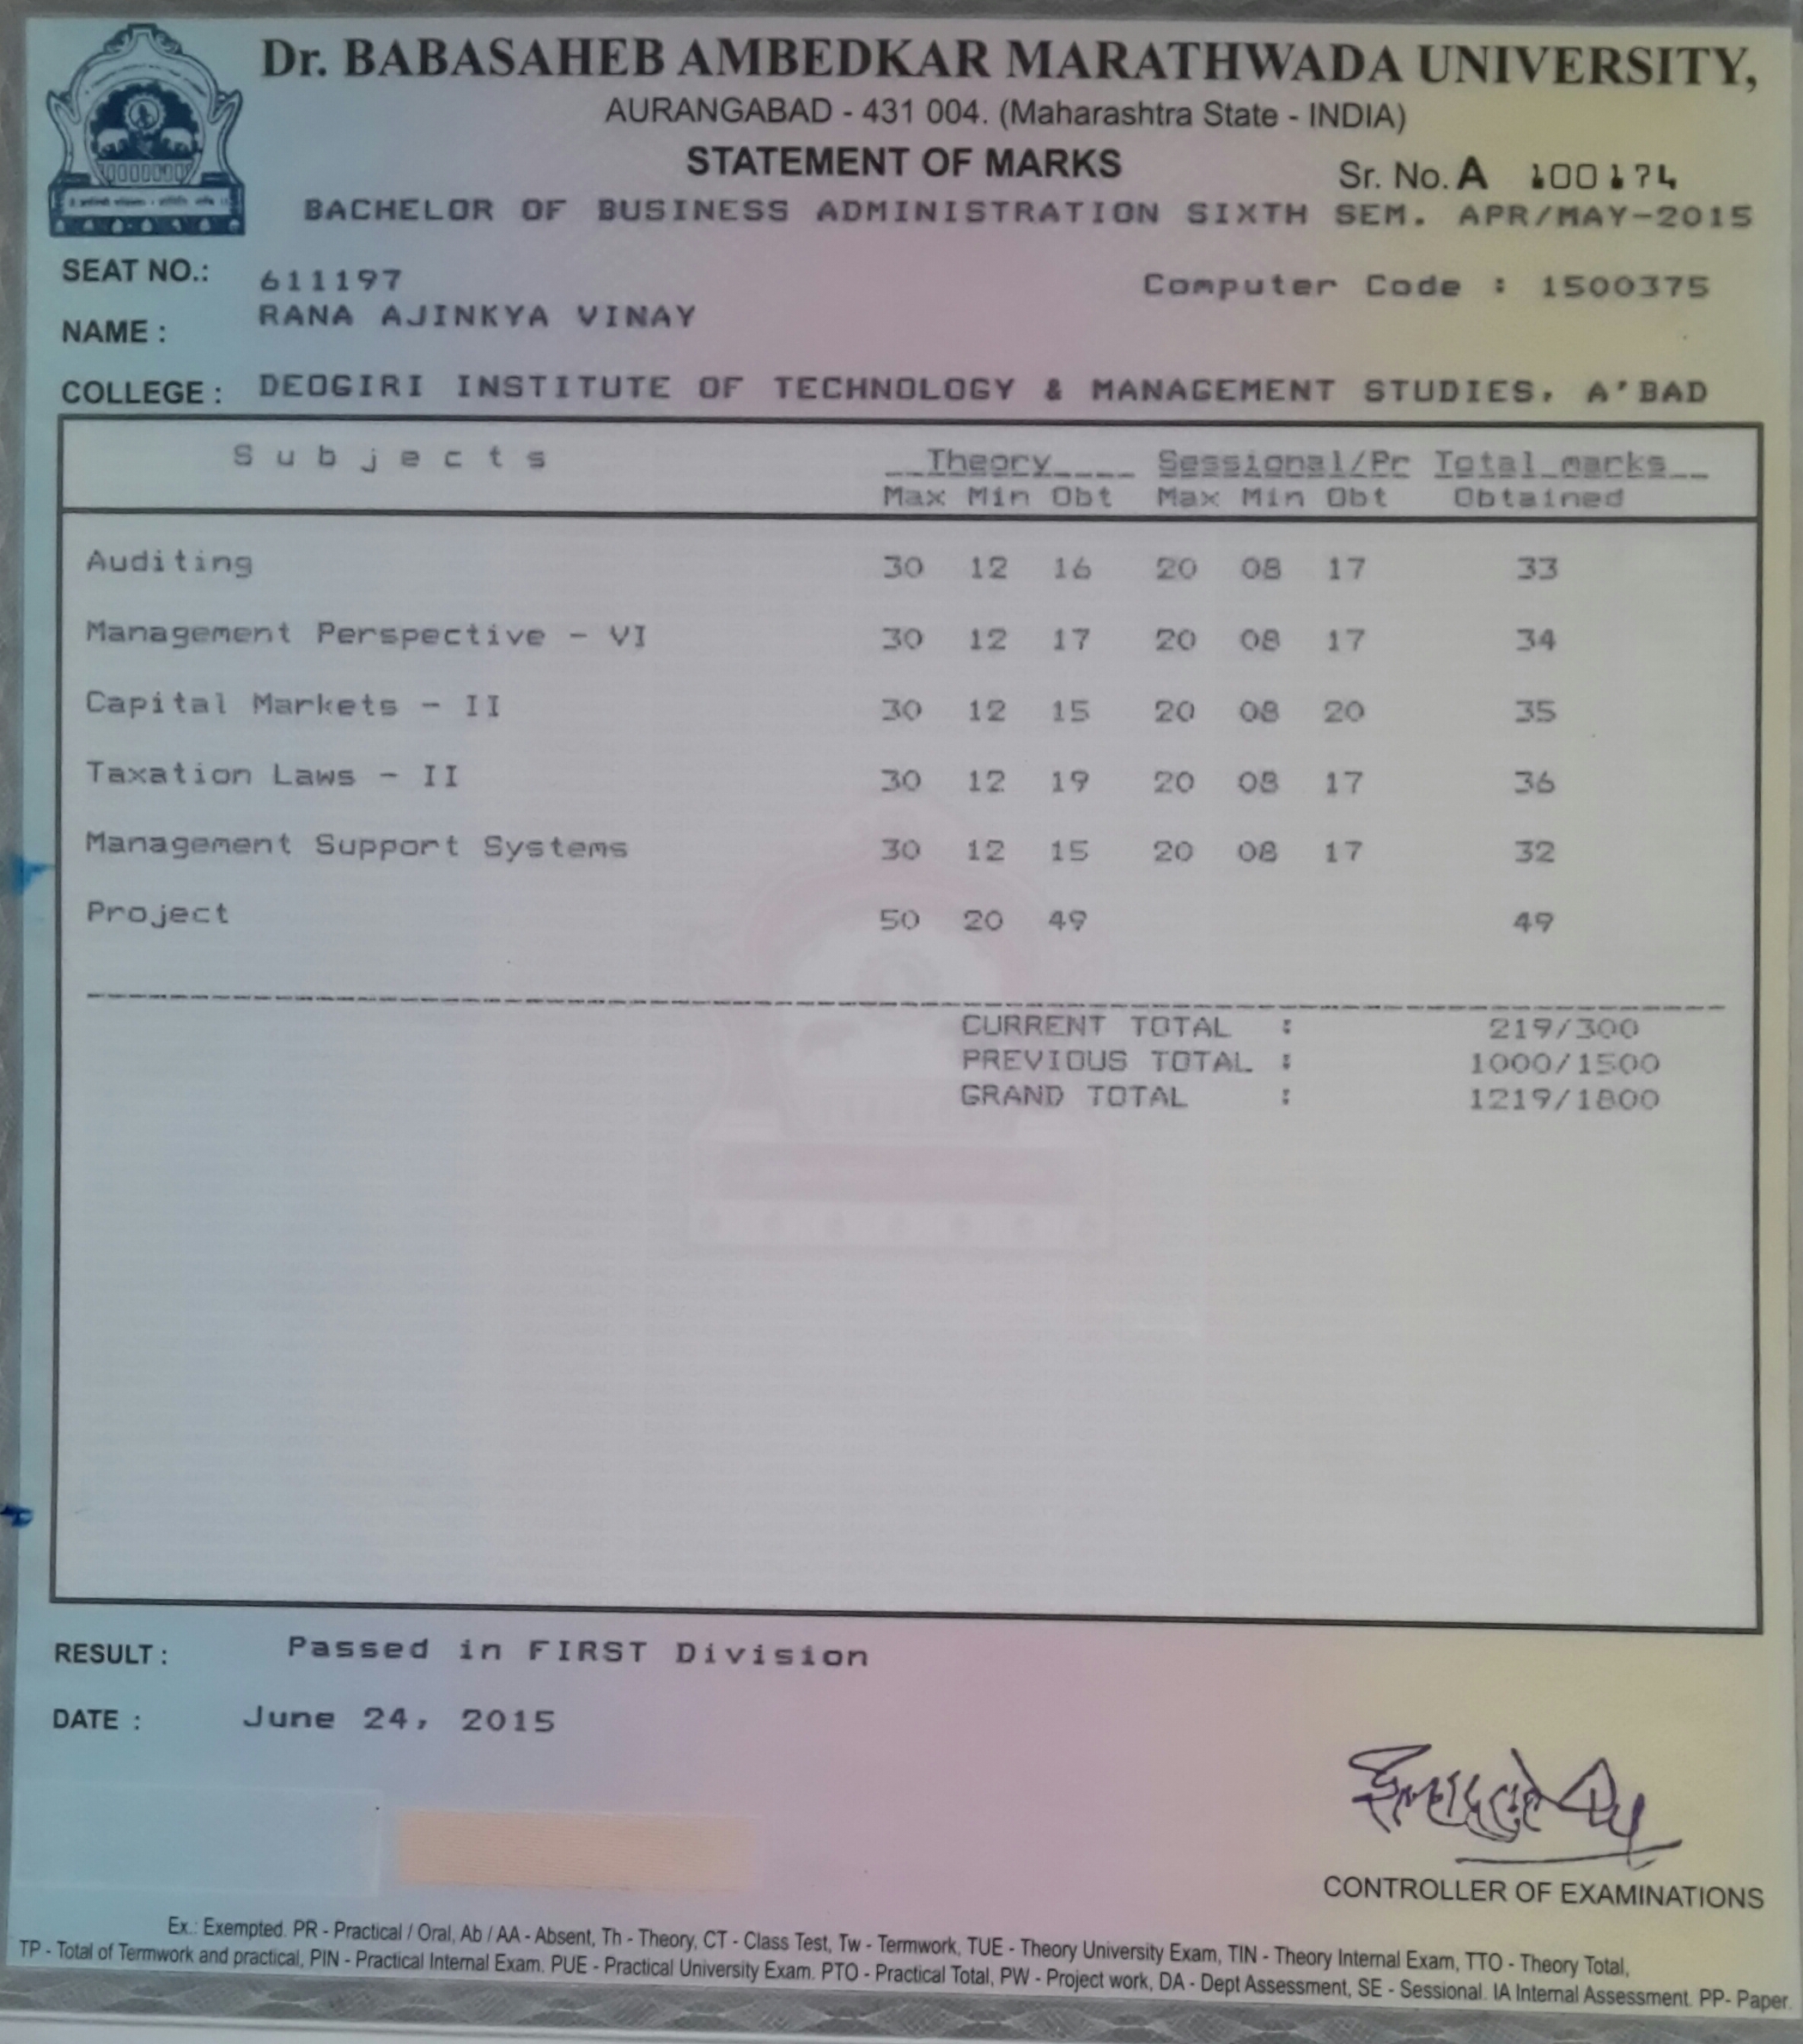 Dr. BABASAHEB AMBEDKAR MARATHWADA UNIVERSITY,
AURANGABAD - 431 004. (Maharashtra State - INDIA)
STATEMENT OF MARKS
Sr. No. A 100174
BACHELOR OF BUSINESS ADMINISTRATION SIXTH SEM. APR/MAY-2015
SEAT NO.: 611197 Computer Code : 1500375
NAME : RANA AJINKYA VINAY
COLLEGE : DEOGIRI INSTITUTE OF TECHNOLOGY & MANAGEMENT STUDIES, A'BAD
Subjects Theory Sessional/Pr Total marks
Max Min Obt Max Min Obt Obtained
Auditing 30 12 16 20 08 17 33
Management Perspective - VI 30 12 17 20 08 17 34
Capital Markets - II 30 12 15 20 08 20 35
Taxation Laws - II 30 12 19 20 08 17 36
Management Support Systems 30 12 15 20 08 17 32
Project 50 20 49 49
CURRENT TOTAL : 219/300
PREVIOUS TOTAL : 1000/1500
GRAND TOTAL : 1219/1800
RESULT : Passed in FIRST Division
DATE : June 24, 2015
CONTROLLER OF EXAMINATIONS
Ex.: Exempted. PR - Practical / Oral, Ab / AA - Absent, Th - Theory, CT - Class Test, Tw - Termwork, TUE - Theory University Exam, TIN - Theory Internal Exam, TTO - Theory Total,
TP - Total of Termwork and practical, PIN - Practical Internal Exam. PUE - Practical University Exam. PTO - Practical Total, PW - Project work, DA - Dept Assessment, SE - Sessional. IA Internal Assessment. PP- Paper.